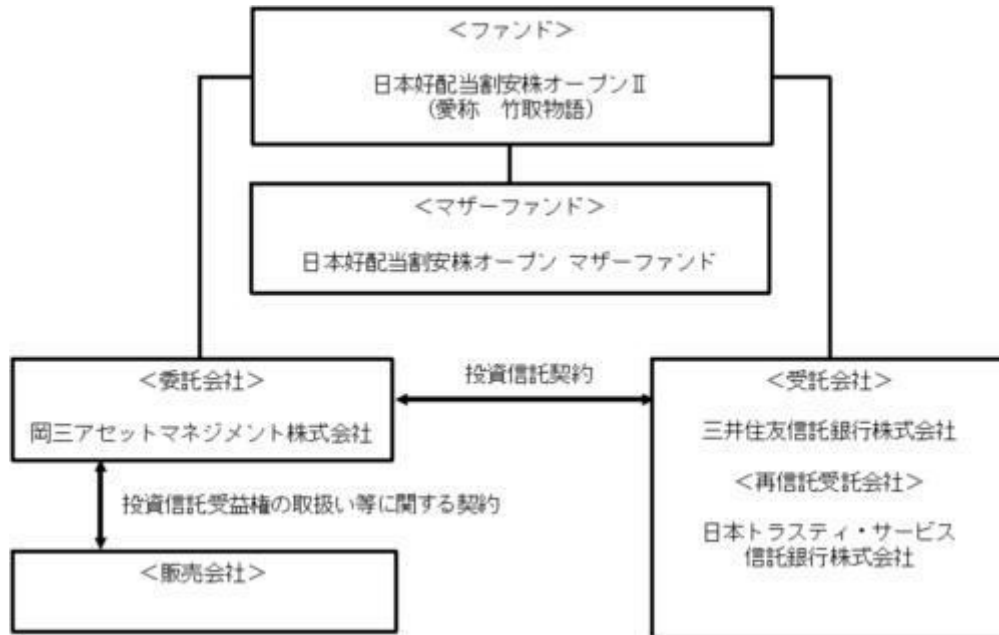 ＜ファンド＞
日本好配当割安株オープンⅡ
（愛称　竹取物語）
＜マザーファンド＞
日本好配当割安株オープン マザーファンド
＜委託会社＞
岡三アセットマネジメント株式会社
投資信託契約
＜受託会社＞
三井住友信託銀行株式会社
＜再信託受託会社＞
日本トラスティ・サービス
信託銀行株式会社
投資信託受益権の取扱い等に関する契約
＜販売会社＞